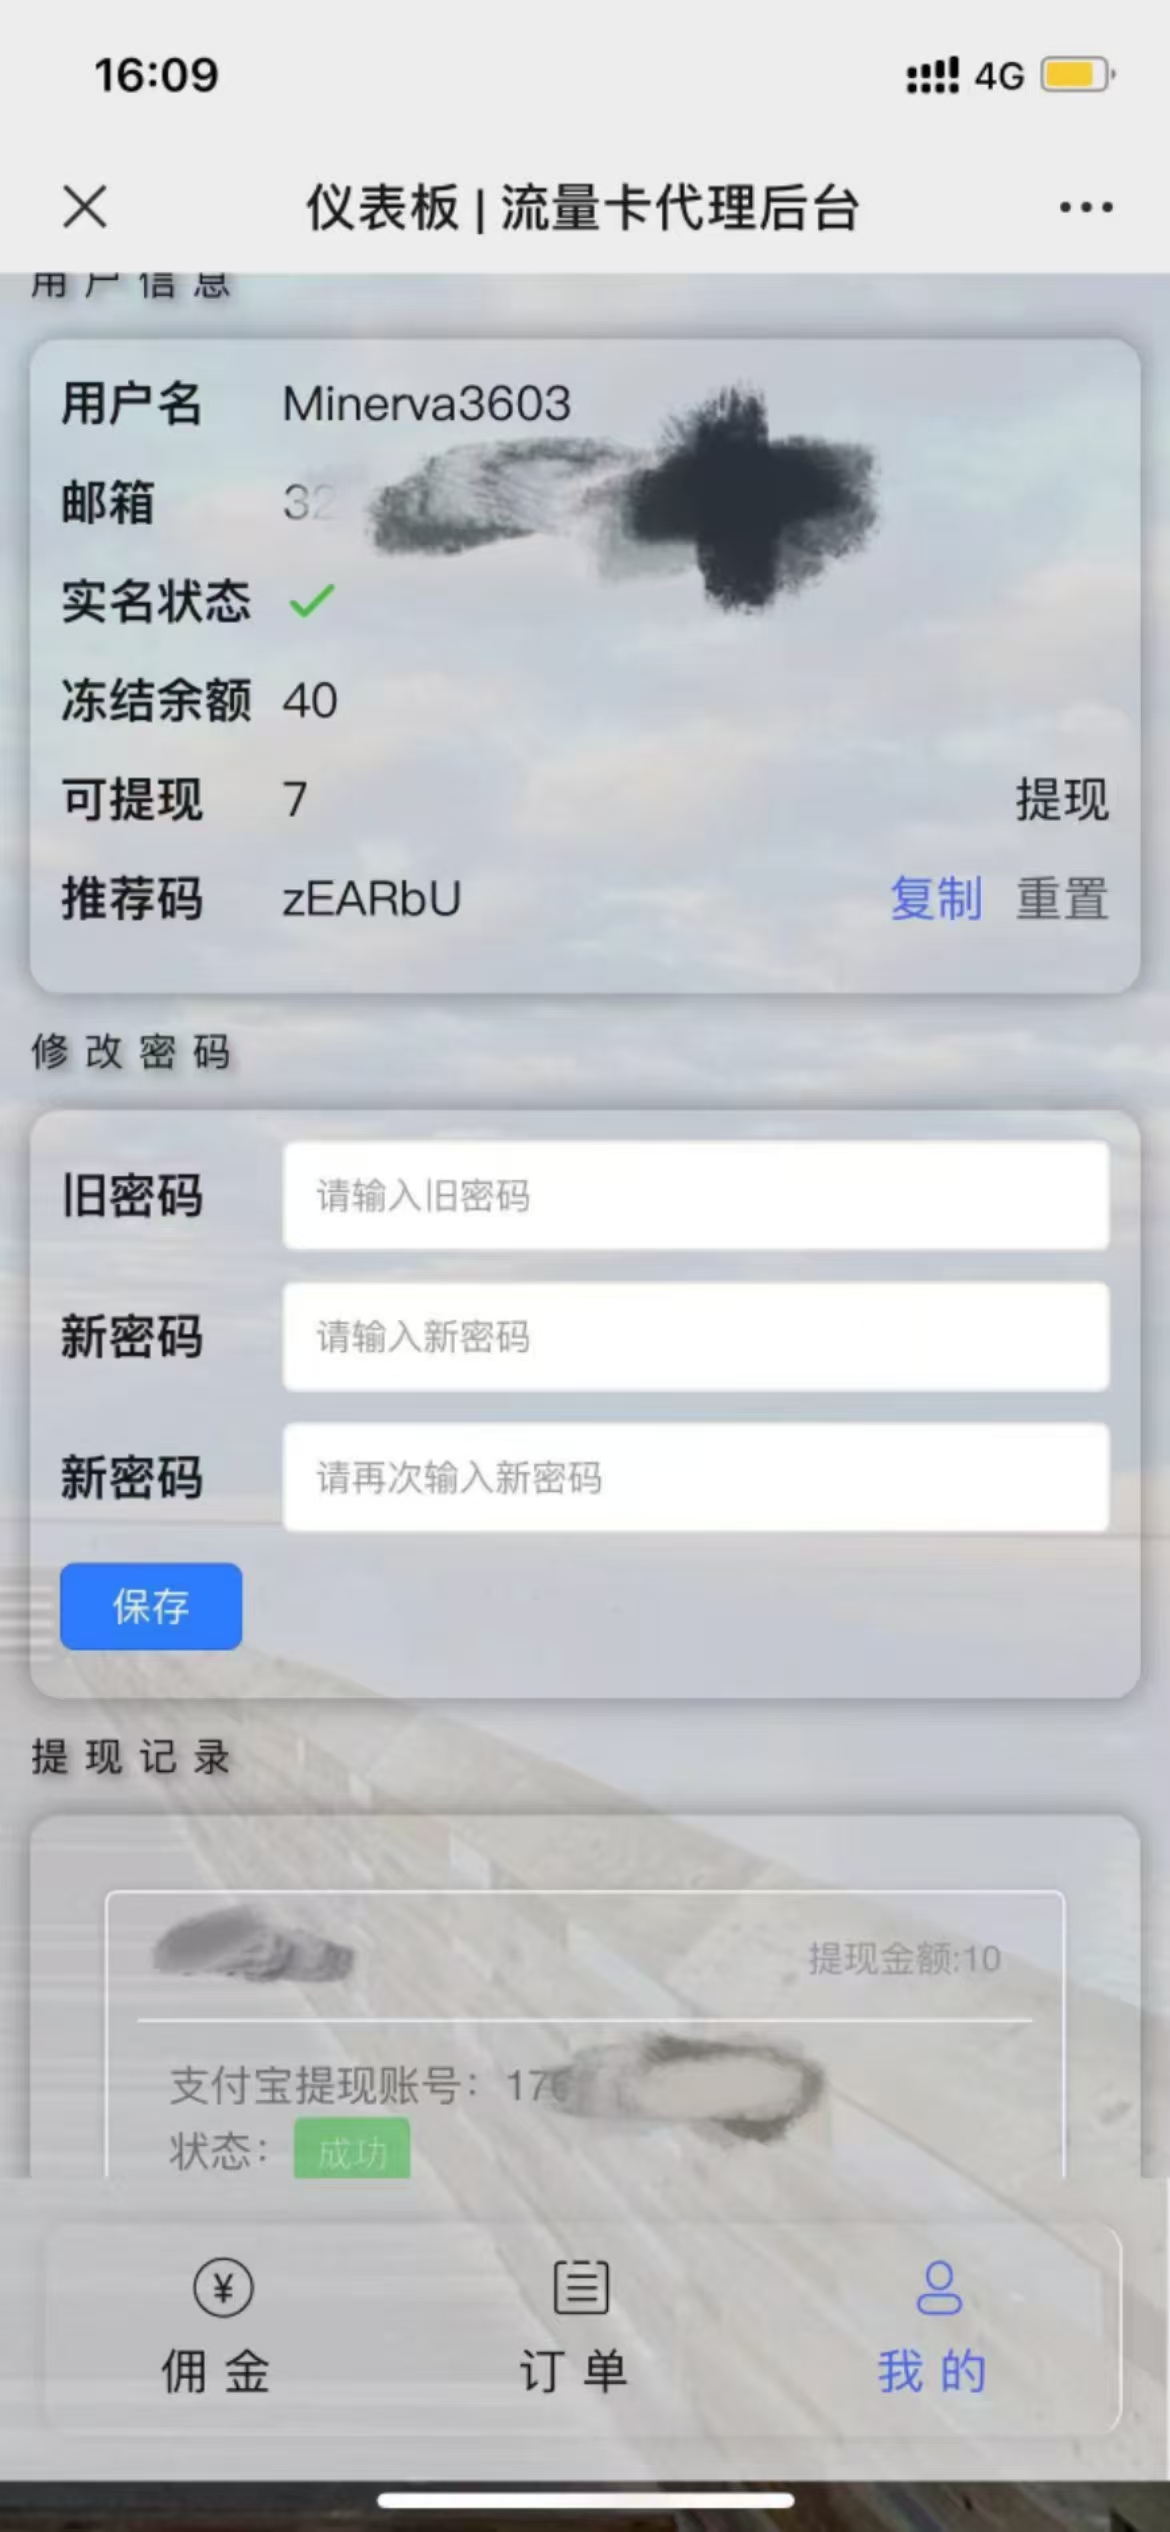 16:09
4G
仪表板 | 流量卡代理后台
用户信息
用户名 Minerva3603
邮箱 32
实名状态
冻结余额 40
可提现 7 提现
推荐码 zEARbU 复制 重置
修改密码
旧密码 请输入旧密码
新密码 请输入新密码
新密码 请再次输入新密码
保存
提现记录
提现金额:10
支付宝提现账号：17
状态： 成功
佣金 订单 我的